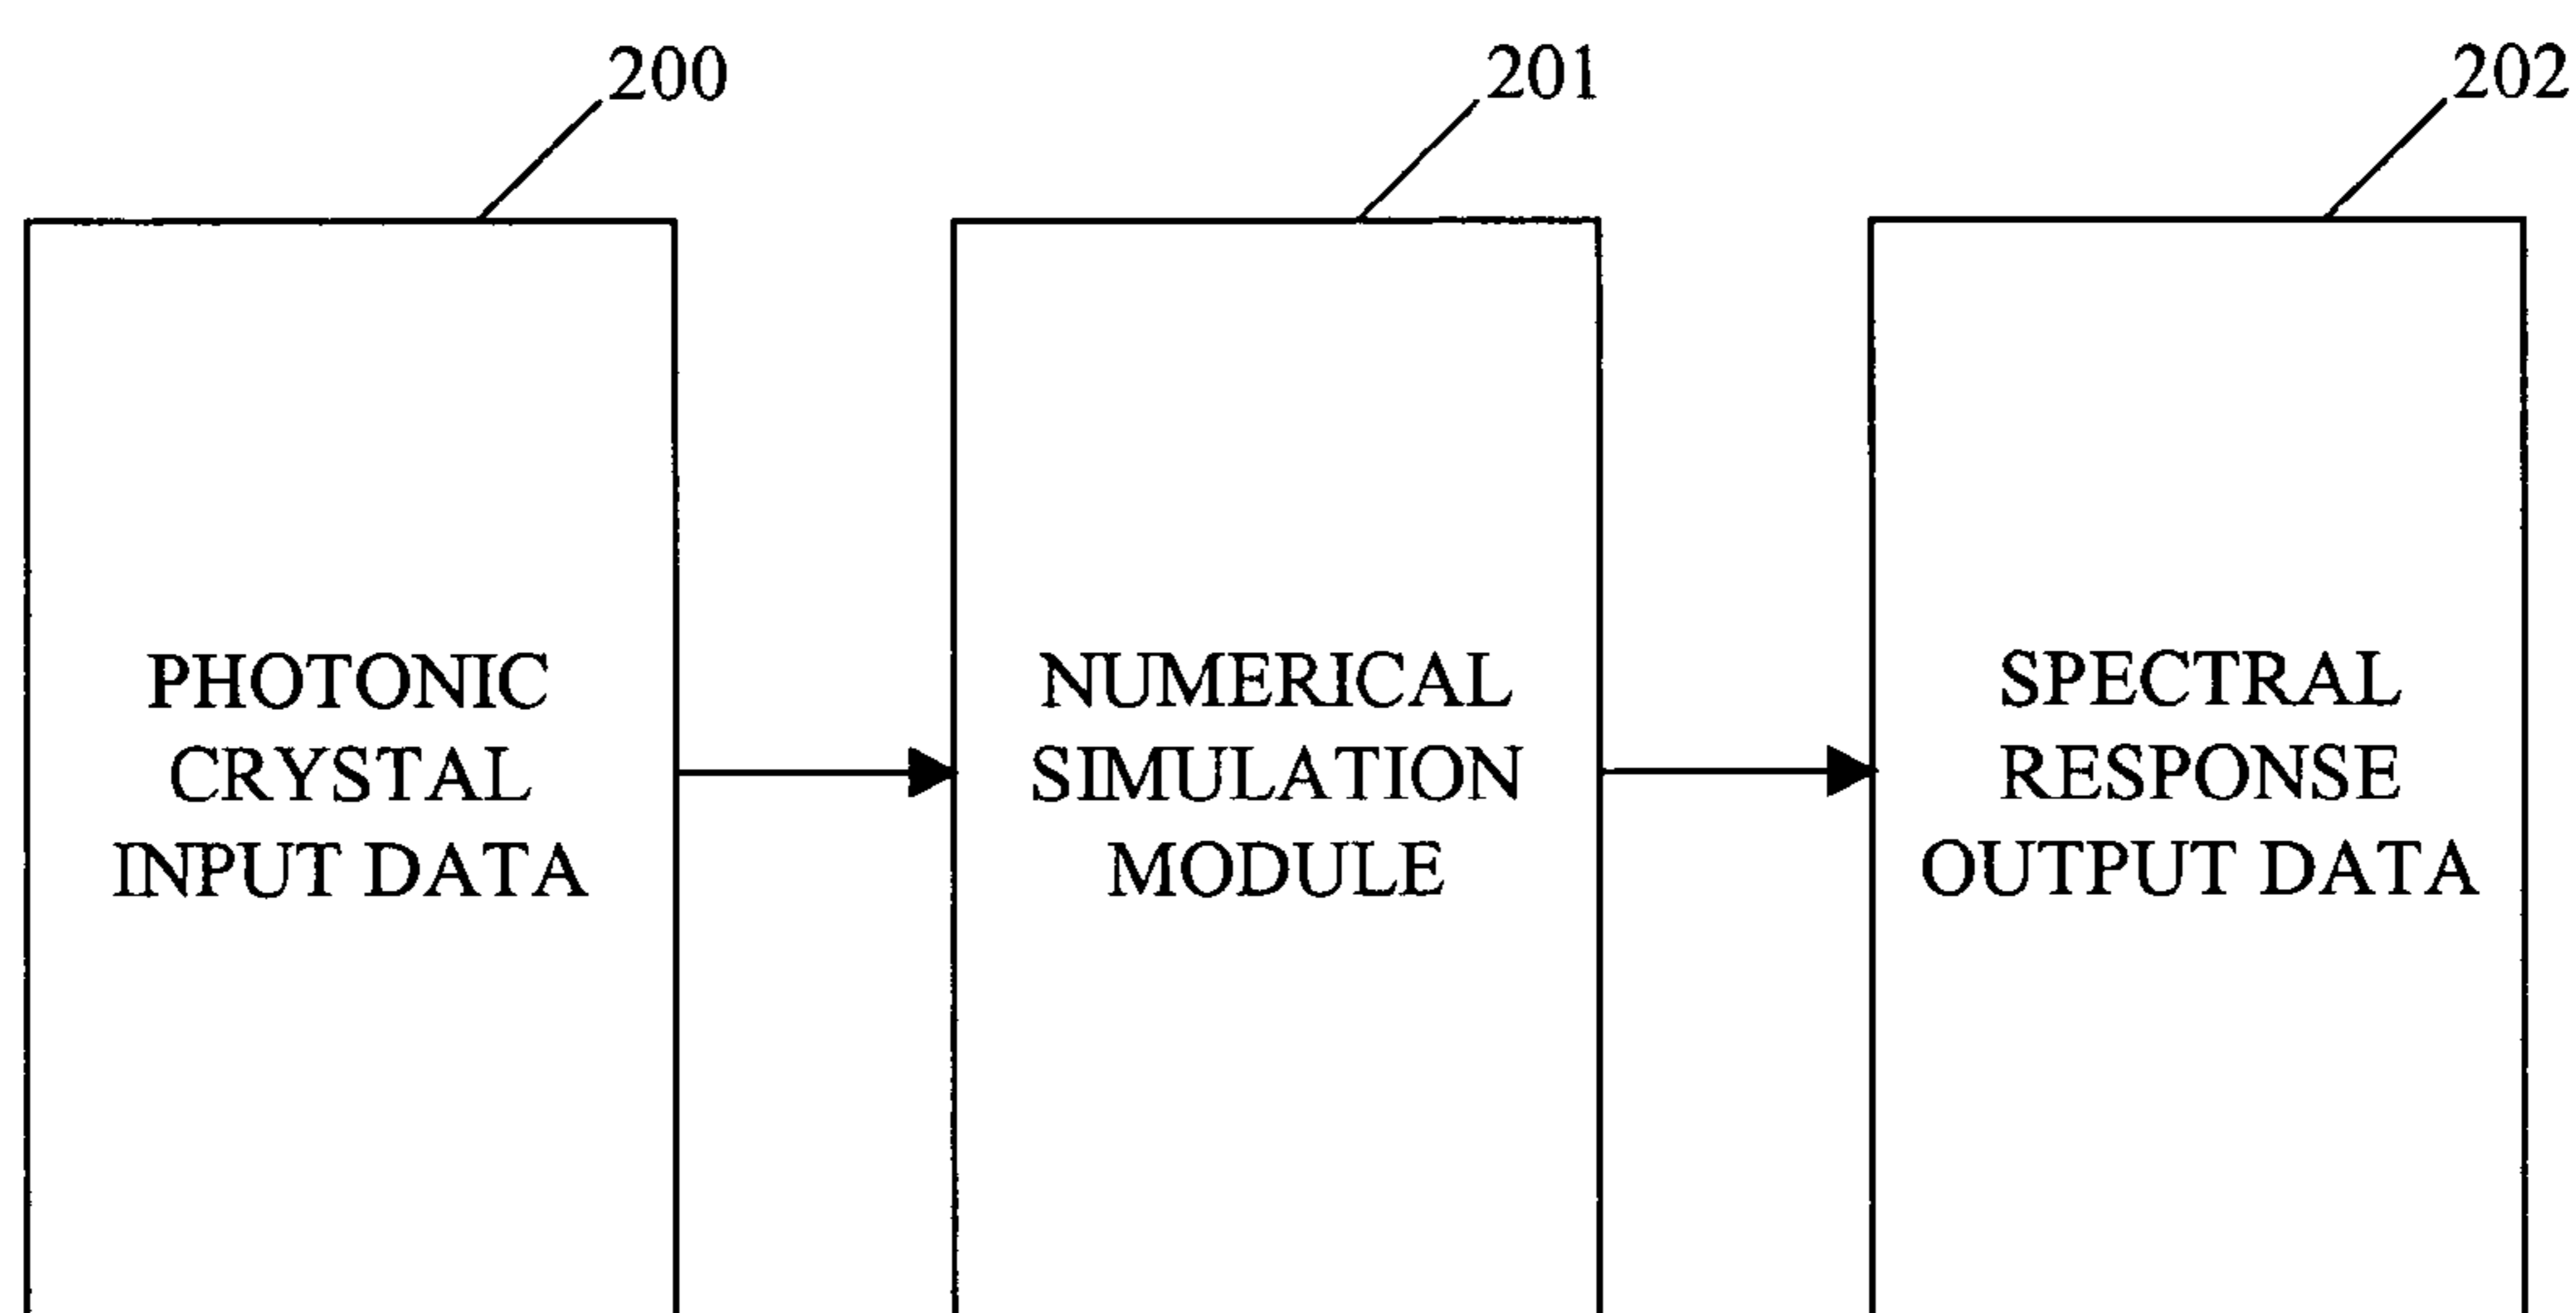 200
201
202
PHOTONIC
CRYSTAL
INPUT DATA
NUMERICAL
SIMULATION
MODULE
SPECTRAL
RESPONSE
OUTPUT DATA